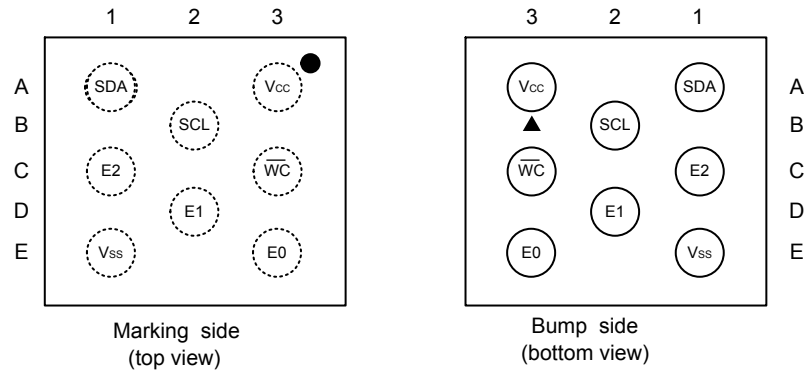 1 2 3
3 2 1
A SDA Vcc
Vcc SDA A
B SCL
SCL B
C E2 WC
WC E2 C
D E1
E1 D
E Vss E0
E0 Vss E
Marking side
(top view)
Bump side
(bottom view)